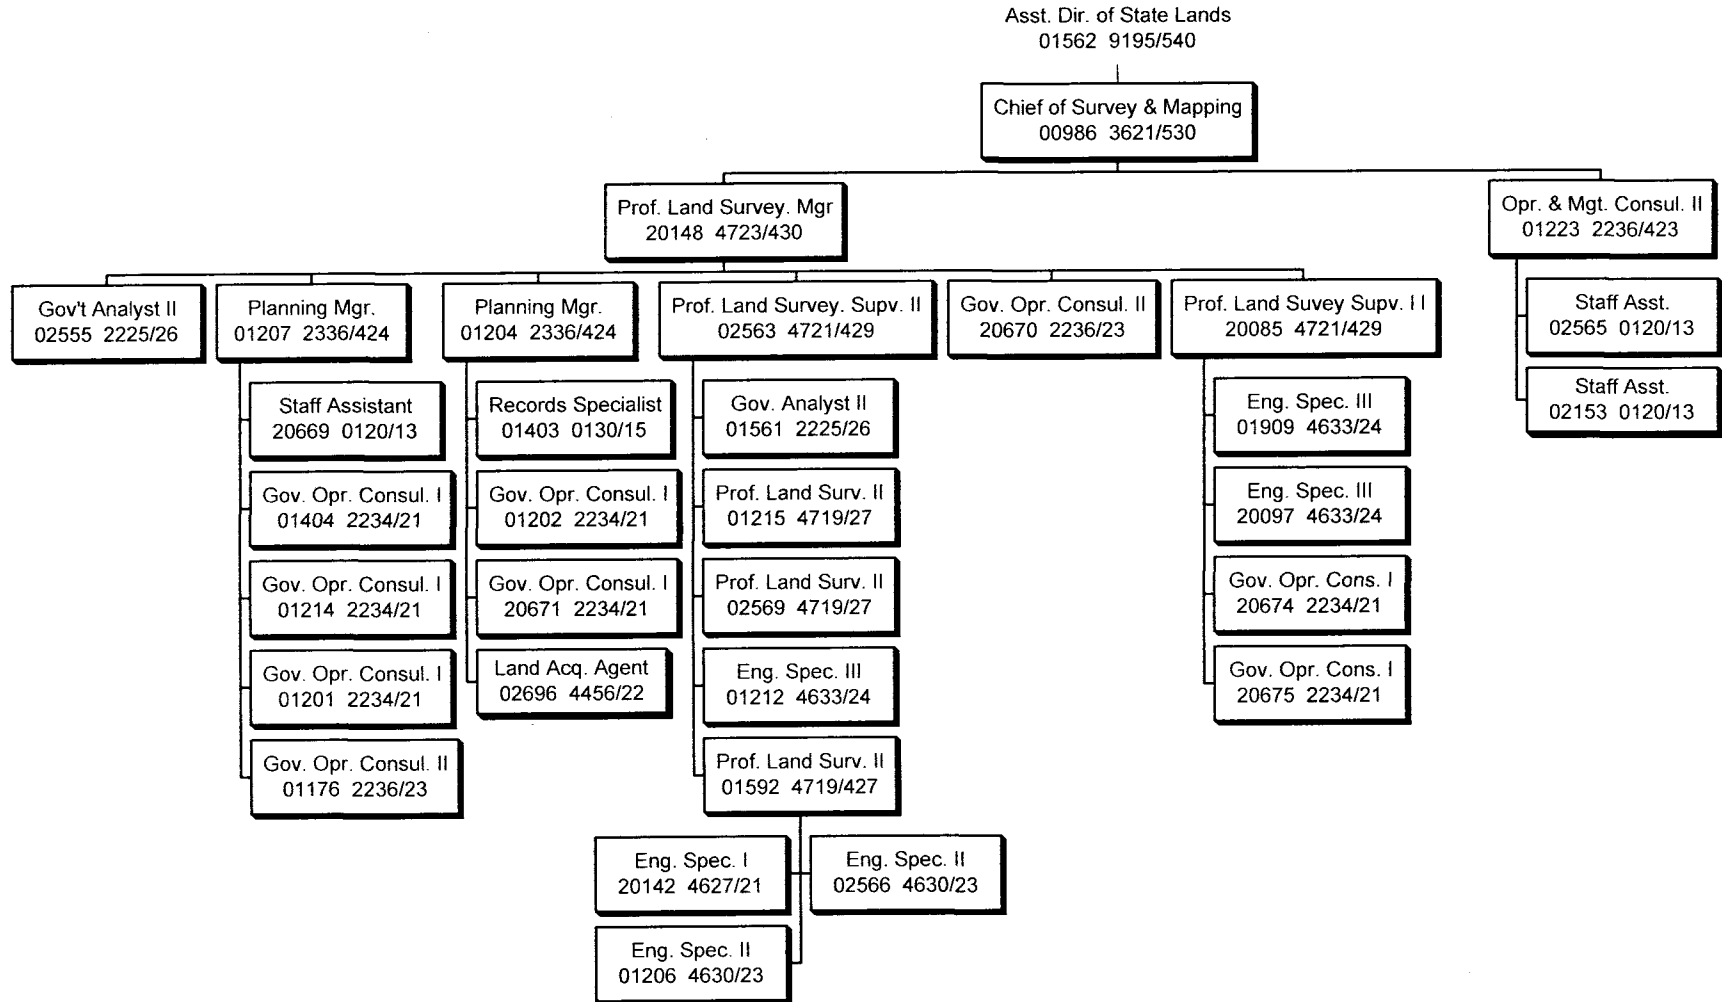 Asst. Dir. of State Lands
01562 9195/540
Chief of Survey & Mapping
00986 3621/530
Prof. Land Survey. Mgr
20148 4723/430
Opr. & Mgt. Consul. II
01223 2236/423
Gov't Analyst II
02555 2225/26
Planning Mgr.
01207 2336/424
Planning Mgr.
01204 2336/424
Prof. Land Survey. Supv. II
02563 4721/429
Gov. Opr. Consul. II
20670 2236/23
Prof. Land Suvey Supv. I I
20085 4721/429
Staff Asst.
02565 0120/13
Staff Asst.
02153 0120/13
Staff Assistant
20669 0120/13
Gov. Opr. Consul. I
01404 2234/21
Gov. Opr. Consul. I
01214 2234/21
Gov. Opr. Consul. I
01201 2234/21
Gov. Opr. Consul. II
01176 2236/23
Records Specialist
01403 0130/15
Gov. Opr. Consul. I
01202 2234/21
Gov. Opr. Consul. I
20671 2234/21
Land Acq. Agent
02696 4456/22
Gov. Analyst II
01561 2225/26
Prof. Land Surv. II
01215 4719/27
Prof. Land Surv. II
02569 4719/27
Eng. Spec. III
01212 4633/24
Prof. Land Surv. II
01592 4719/427
Eng. Spec. I
20142 4627/21
Eng. Spec. II
02566 4630/23
Eng. Spec. II
01206 4630/23
Eng. Spec. III
01909 4633/24
Eng. Spec. III
20097 4633/24
Gov. Opr. Cons. I
20674 2234/21
Gov. Opr. Cons. I
20675 2234/21